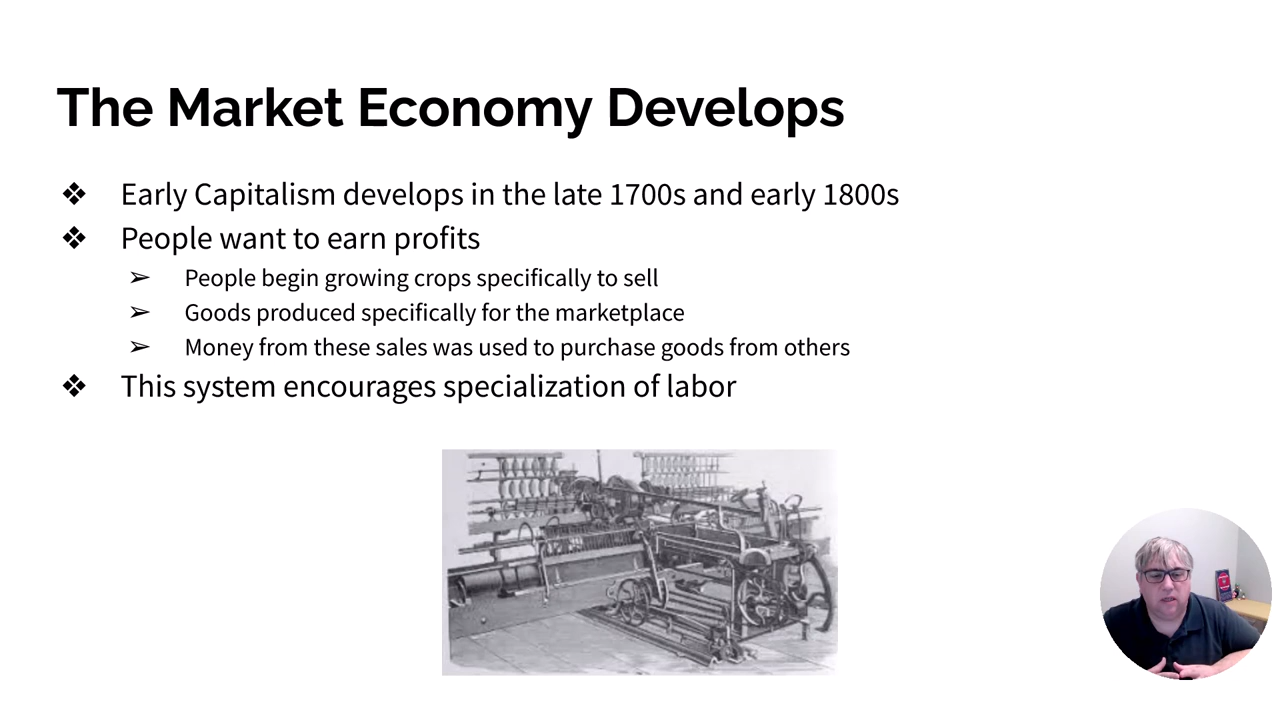 The Market Economy Develops
❖ Early Capitalism develops in the late 1700s and early 1800s
❖ People want to earn profits
➢ People begin growing crops specifically to sell
➢ Goods produced specifically for the marketplace
➢ Money from these sales was used to purchase goods from others
❖ This system encourages specialization of labor